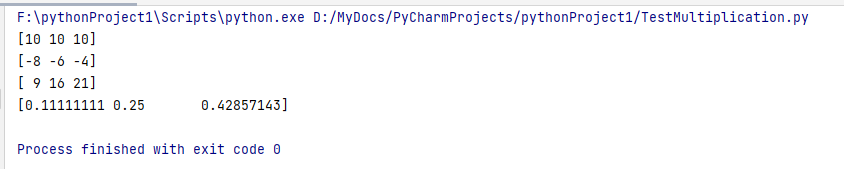 F:\pythonProject1\Scripts\python.exe D:/MyDocs/PyCharmProjects/pythonProject1/TestMultiplication.py
[10 10 10]
[-8 -6 -4]
[ 9 16 21]
[0.11111111 0.25       0.42857143]

Process finished with exit code 0